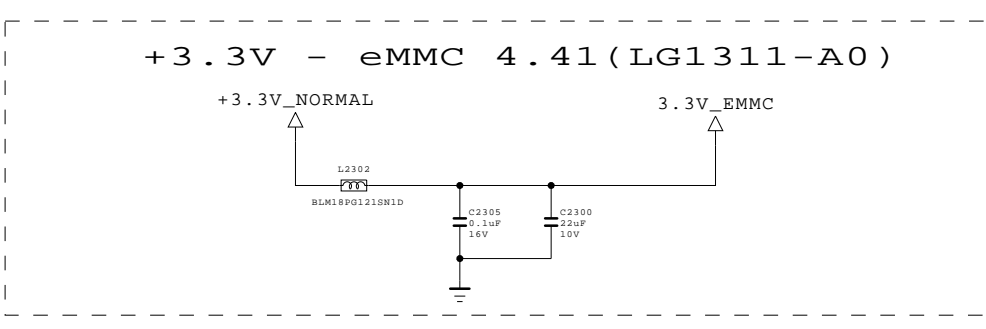 +3.3V - eMMC 4.41(LG1311-A0)
+3.3V_NORMAL
3.3V_EMMC
L2302
BLM18PG121SN1D
C2305
0.1uF
16V
C2300
22uF
10V